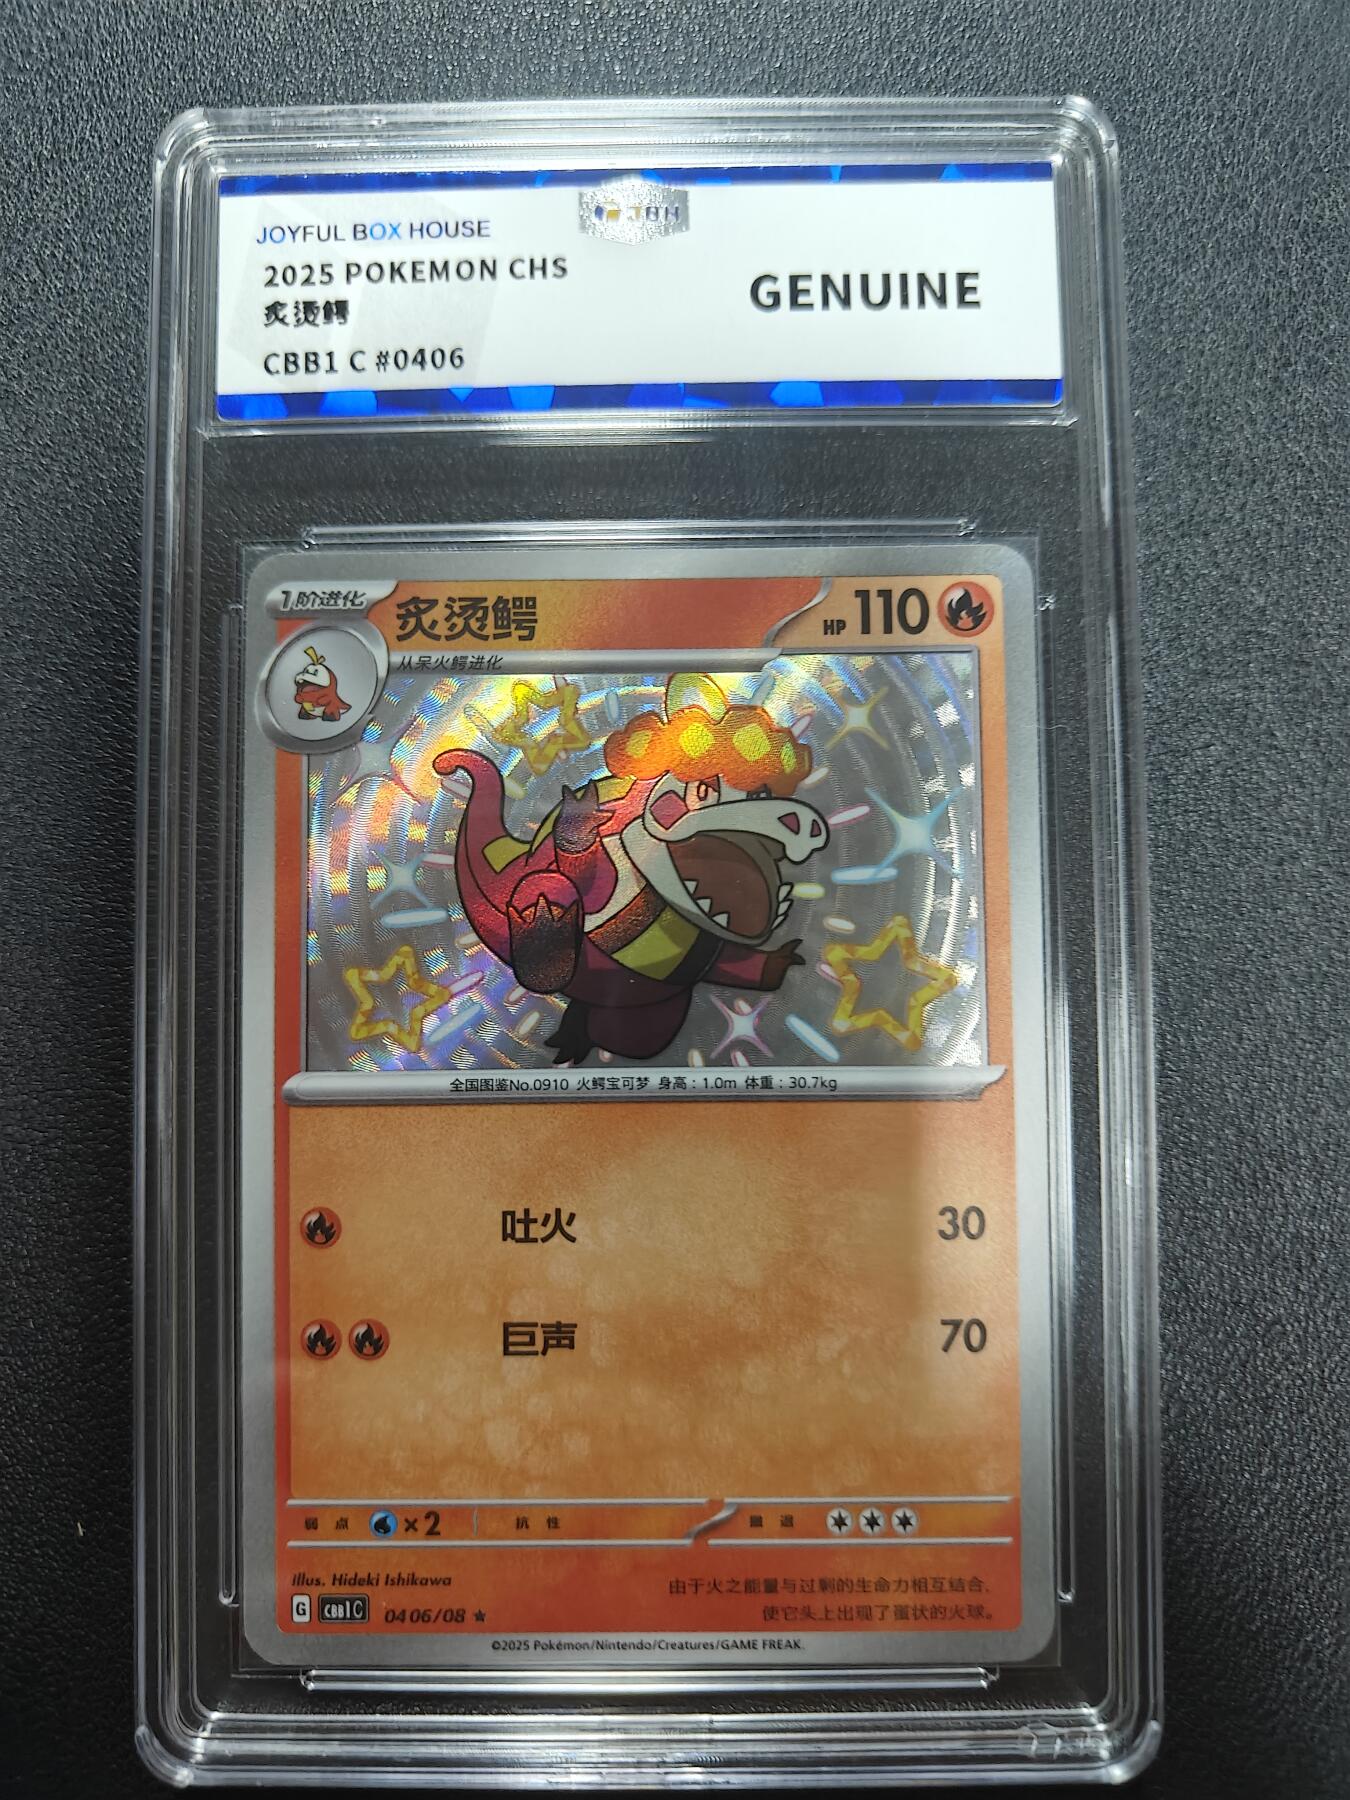 JBH
JOYFUL BOX HOUSE
2025 POKEMON CHS
炙烫鳄
CBB1 C #0406
GENUINE
1阶进化
炙烫鳄
HP 110
从呆火鳄进化
全国图鉴No.0910 火鳄宝可梦 身高：1.0m 体重：30.7kg
吐火 30
巨声 70
弱点 ×2 抗性 撤退
Illus. Hideki Ishikawa
由于火之能量与过剩的生命力相互结合，
使它头上出现了蛋状的火球。
G CBB1 C 04 06/08 ★
©2025 Pokémon/Nintendo/Creatures/GAME FREAK.